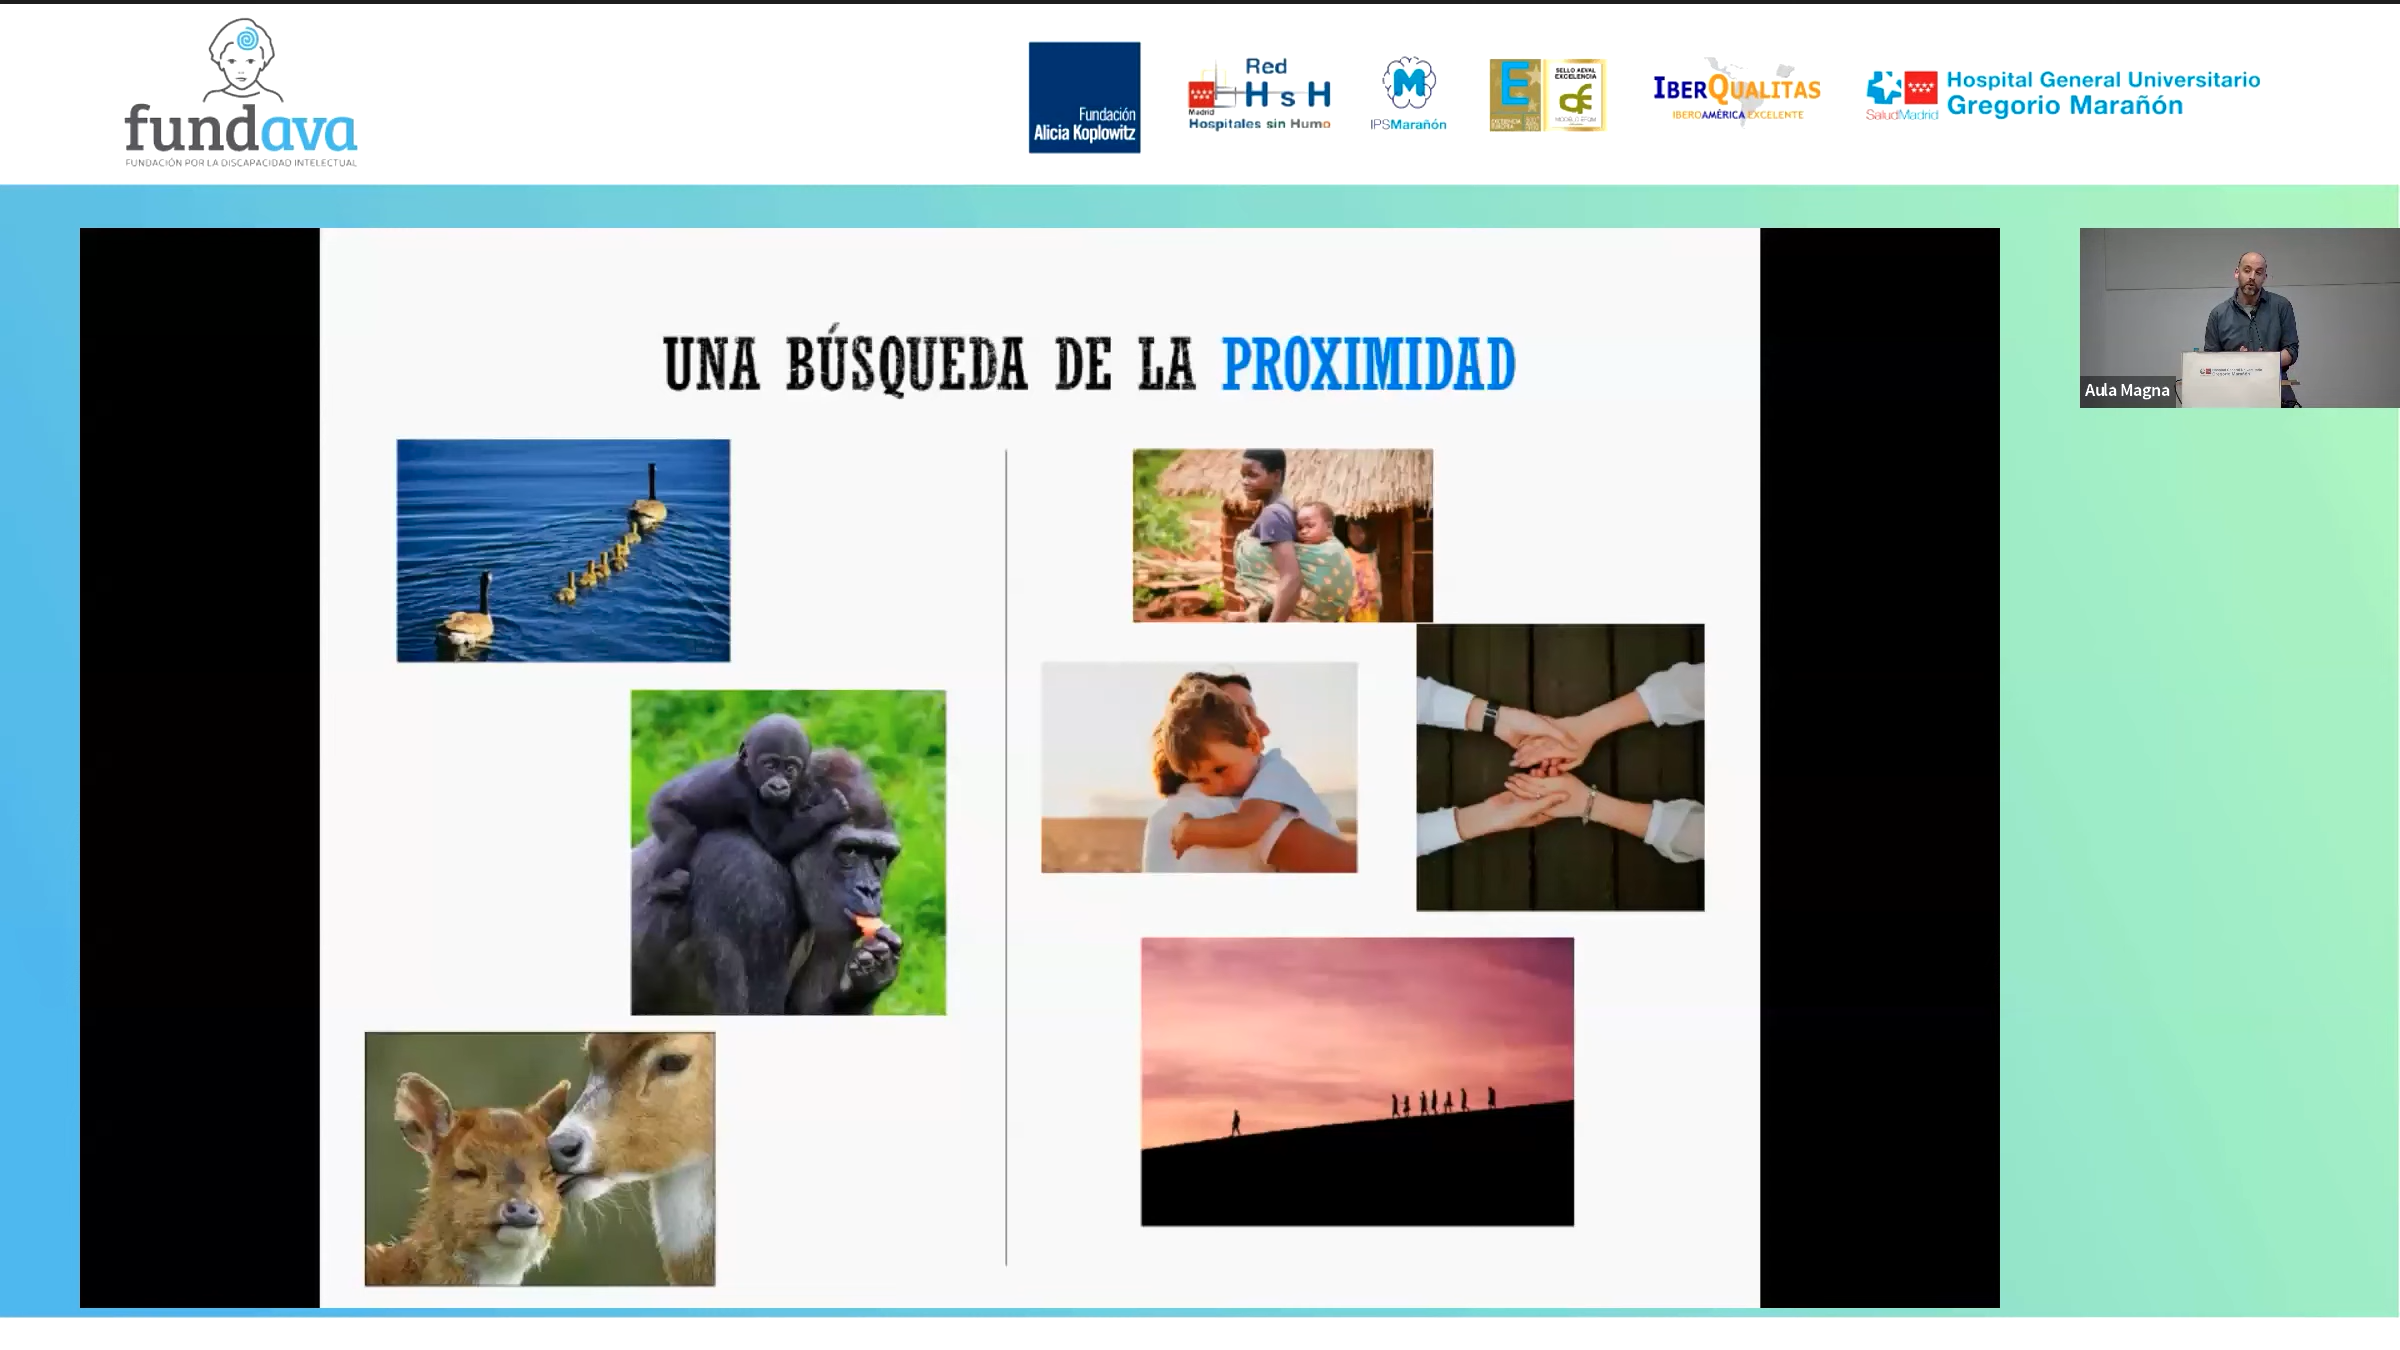 fundava
FUNDACIÓN POR LA DISCAPACIDAD INTELECTUAL
Fundación
Alicia Koplowitz
Red
H s H
Madrid
Hospitales sin Humo
M
IPSMarañón
E
SELLO AEVAL
EXCELENCIA
IBERQUALITAS
IBEROAMÉRICA EXCELENTE
SaludMadrid
Hospital General Universitario
Gregorio Marañón
UNA BÚSQUEDA DE LA PROXIMIDAD
Aula Magna